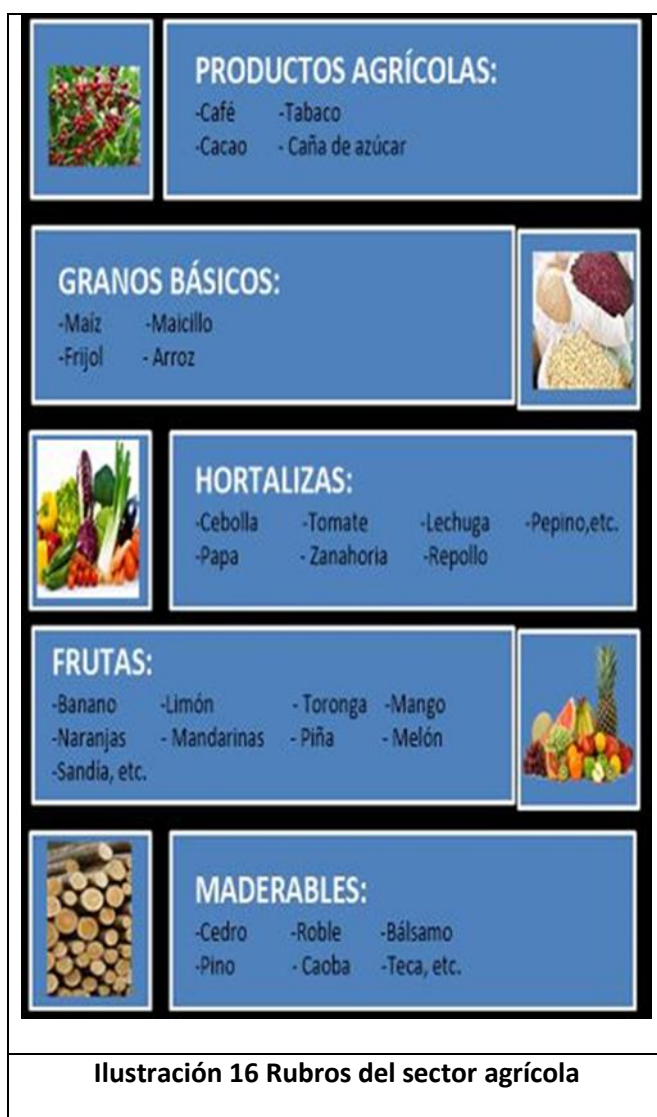 PRODUCTOS AGRÍCOLAS:
-Café -Tabaco
-Cacao - Caña de azúcar
GRANOS BÁSICOS:
-Maíz -Maicillo
-Frijol - Arroz
HORTALIZAS:
-Cebolla -Tomate -Lechuga -Pepino,etc.
-Papa - Zanahoria -Repollo
FRUTAS:
-Banano -Limón - Toronga -Mango
-Naranjas - Mandarinas - Piña - Melón
-Sandía, etc.
MADERABLES:
-Cedro -Roble -Bálsamo
-Pino - Caoba -Teca, etc.
Ilustración 16 Rubros del sector agrícola